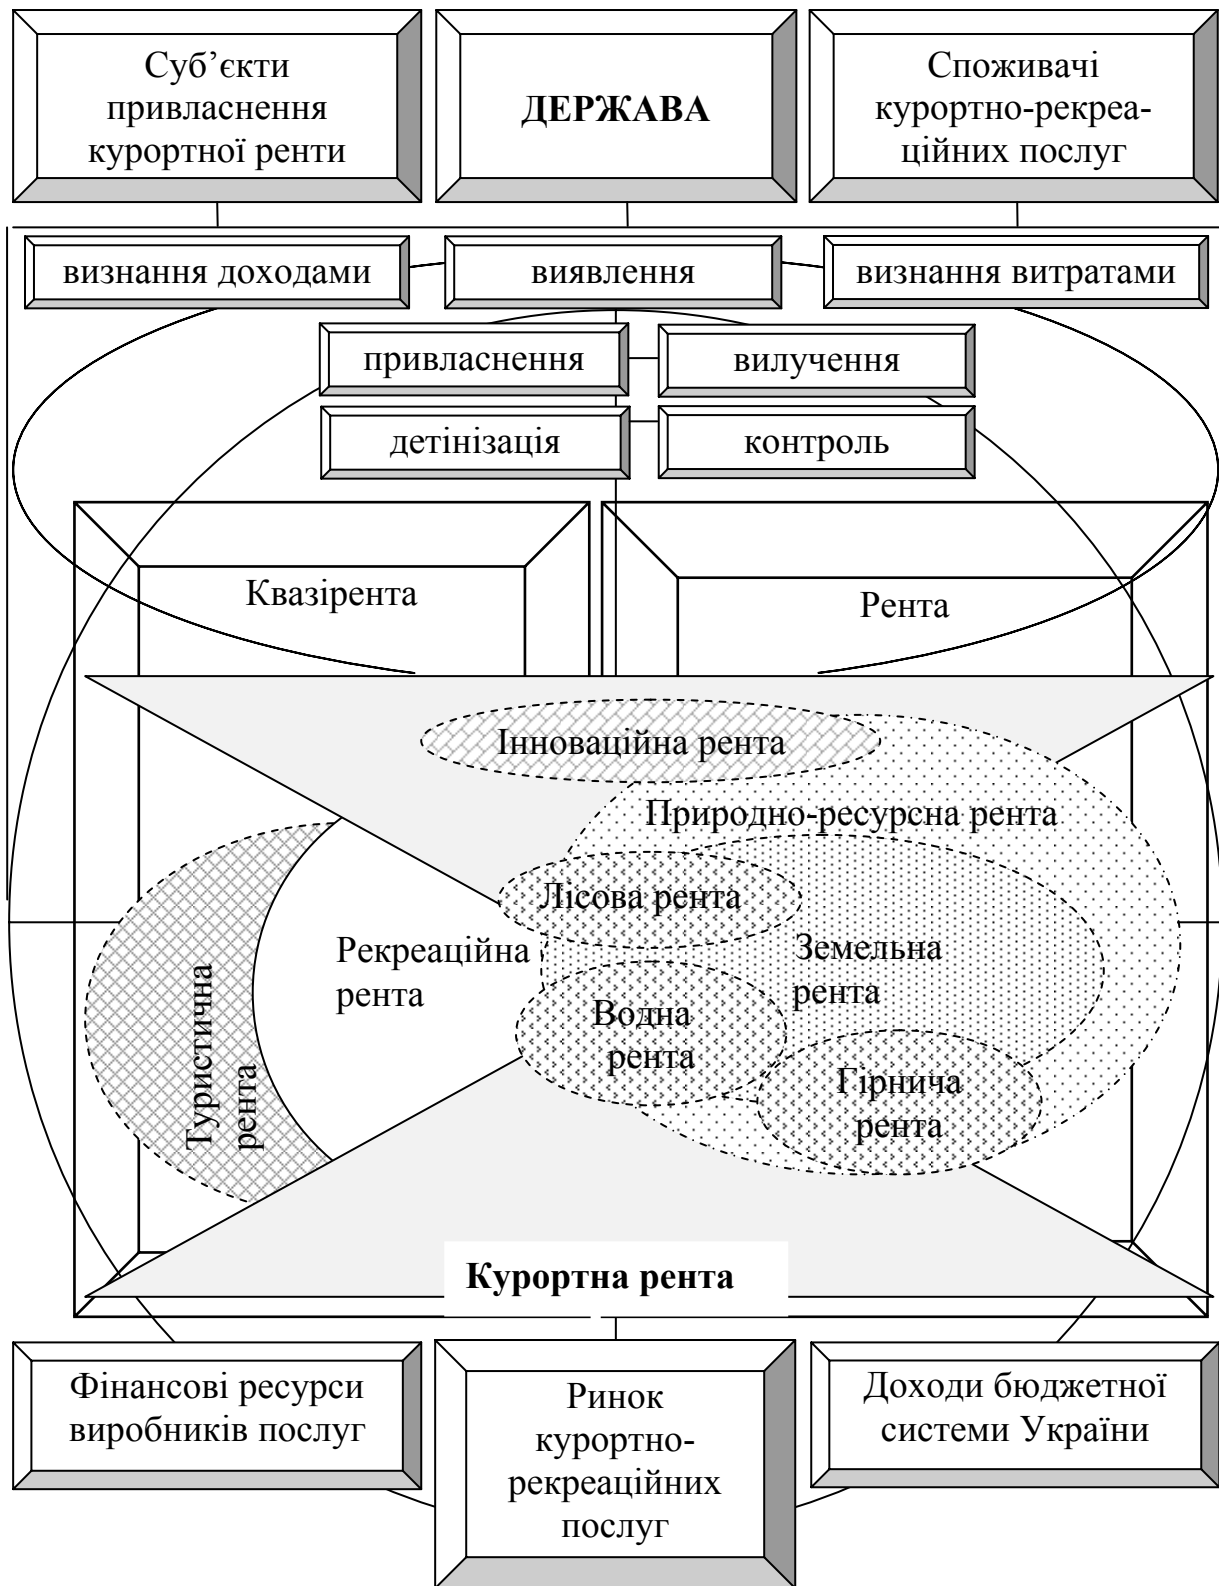 Суб’єкти
привласнення
курортної ренти
ДЕРЖАВА
Споживачі
курортно-рекреа-
ційних послуг
визнання доходами
виявлення
визнання витратами
привласнення
вилучення
детінізація
контроль
Квазірента
Рента
Інноваційна рента
Природно-ресурсна рента
Лісова рента
Рекреаційна
рента
Земельна
рента
Водна
рента
Гірнича
рента
Туристична
рента
Курортна рента
Фінансові ресурси
виробників послуг
Ринок
курортно-
рекреаційних
послуг
Доходи бюджетної
системи України